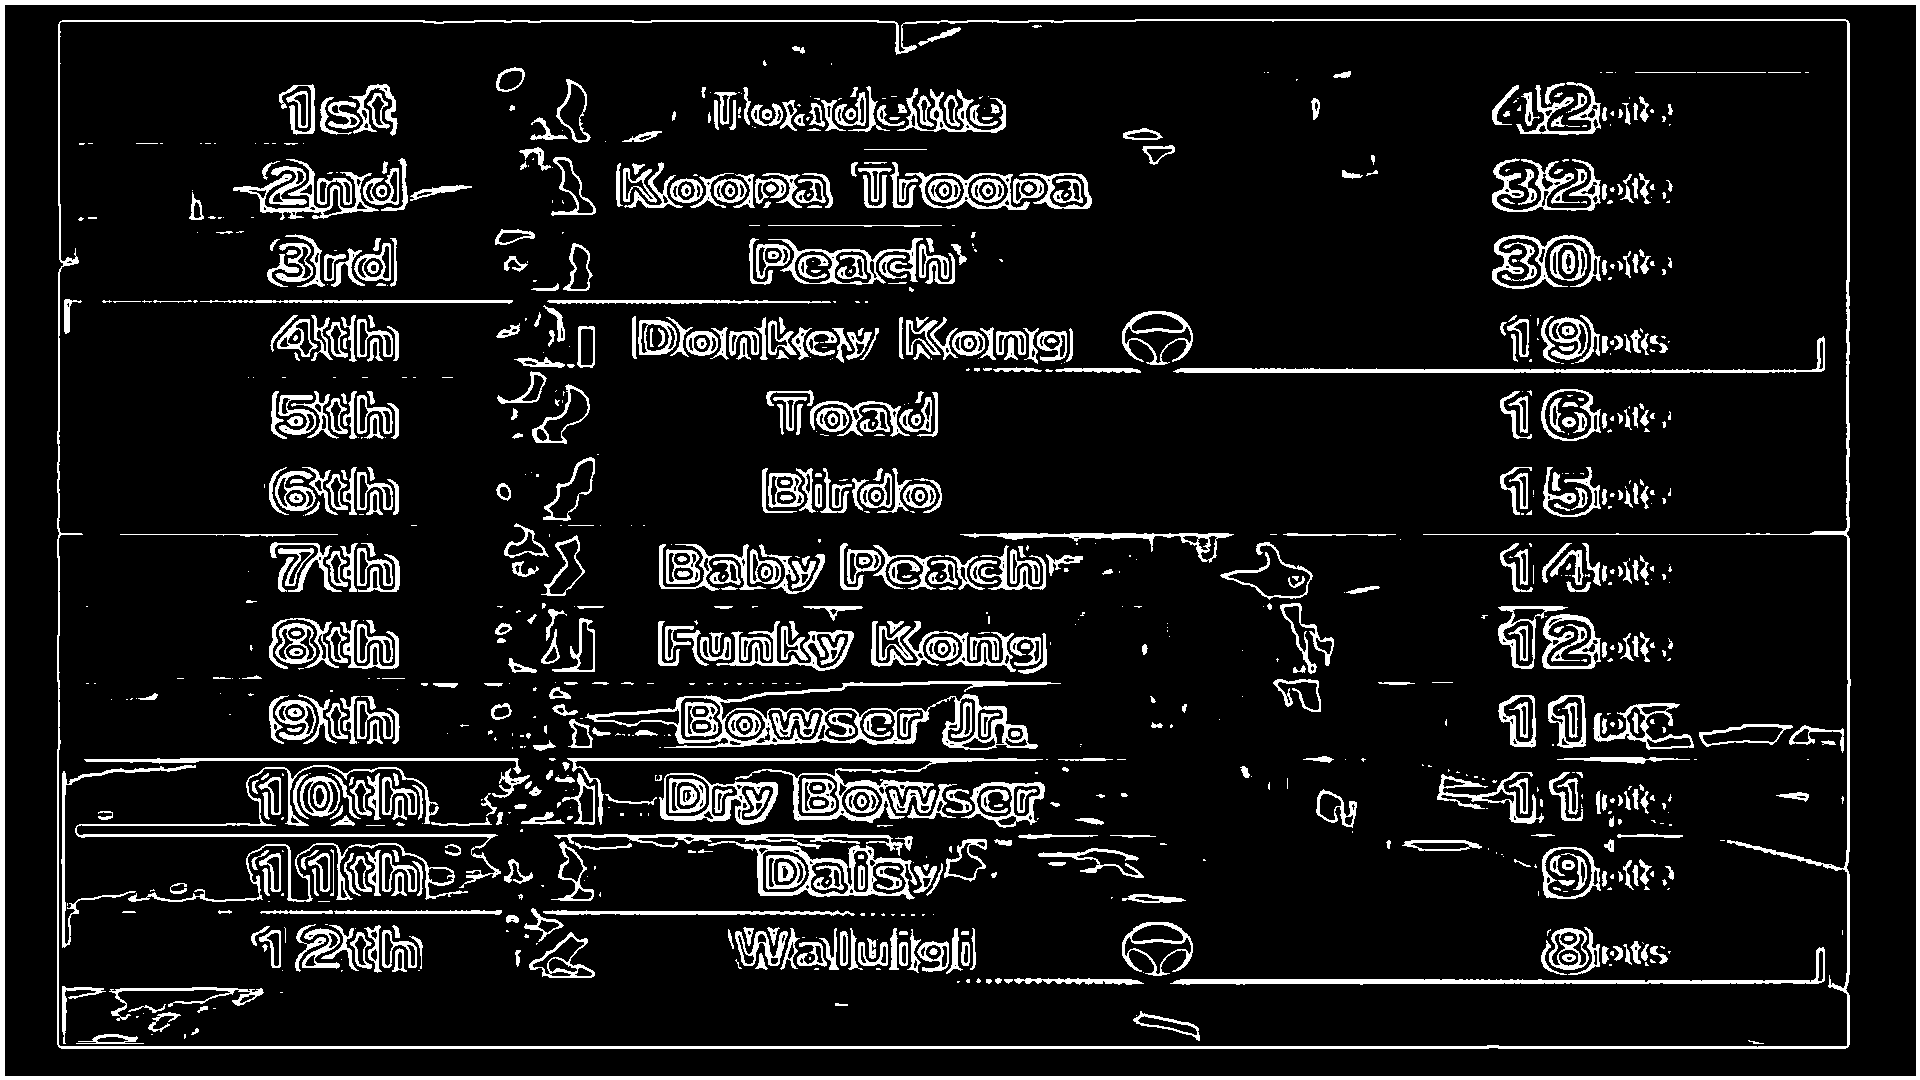 1st Toadette 42pts
2nd Koopa Troopa 32pts
3rd Peach 30pts
4th Donkey Kong 19pts
5th Toad 16pts
6th Birdo 15pts
7th Baby Peach 14pts
8th Funky Kong 12pts
9th Bowser Jr. 11pts
10th Dry Bowser 11pts
11th Daisy 9pts
12th Waluigi 8pts